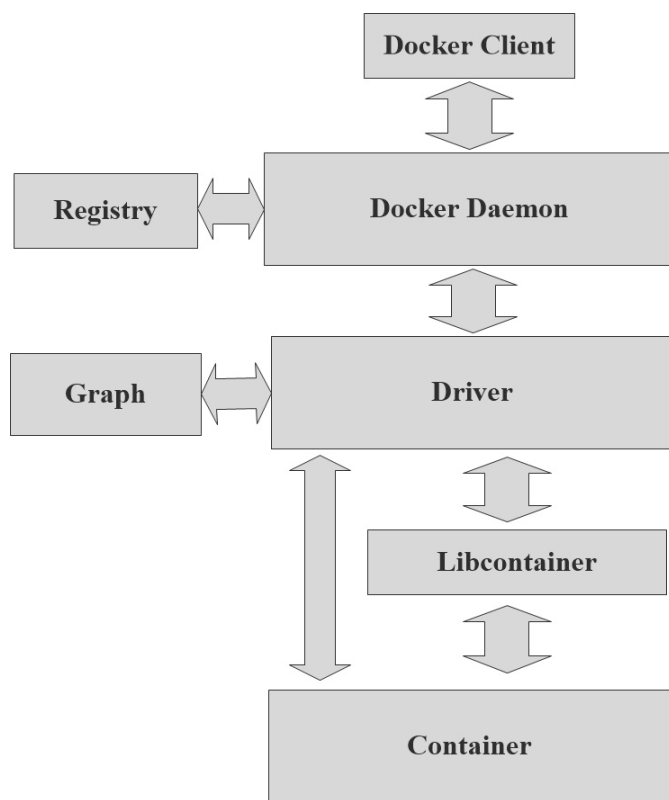 Docker Client
Registry
Docker Daemon
Graph
Driver
Libcontainer
Container